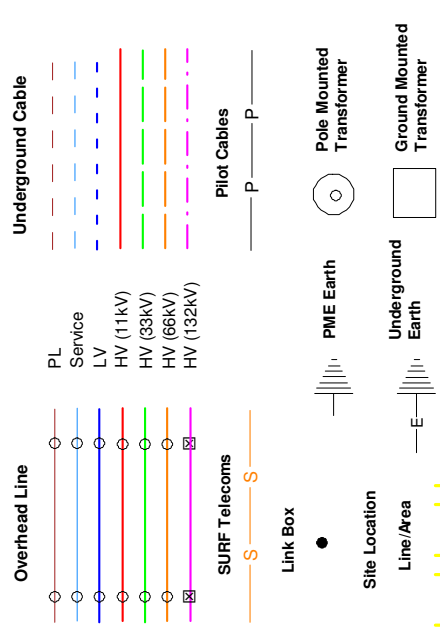 Overhead Line
Underground Cable
PL
Service
LV
HV (11kV)
HV (33kV)
HV (66kV)
HV (132kV)
SURF Telecoms
Pilot Cables
S S
P P
Link Box
PME Earth
Pole Mounted
Transformer
Site Location
Line/Area
Underground
Earth
E
Ground Mounted
Transformer